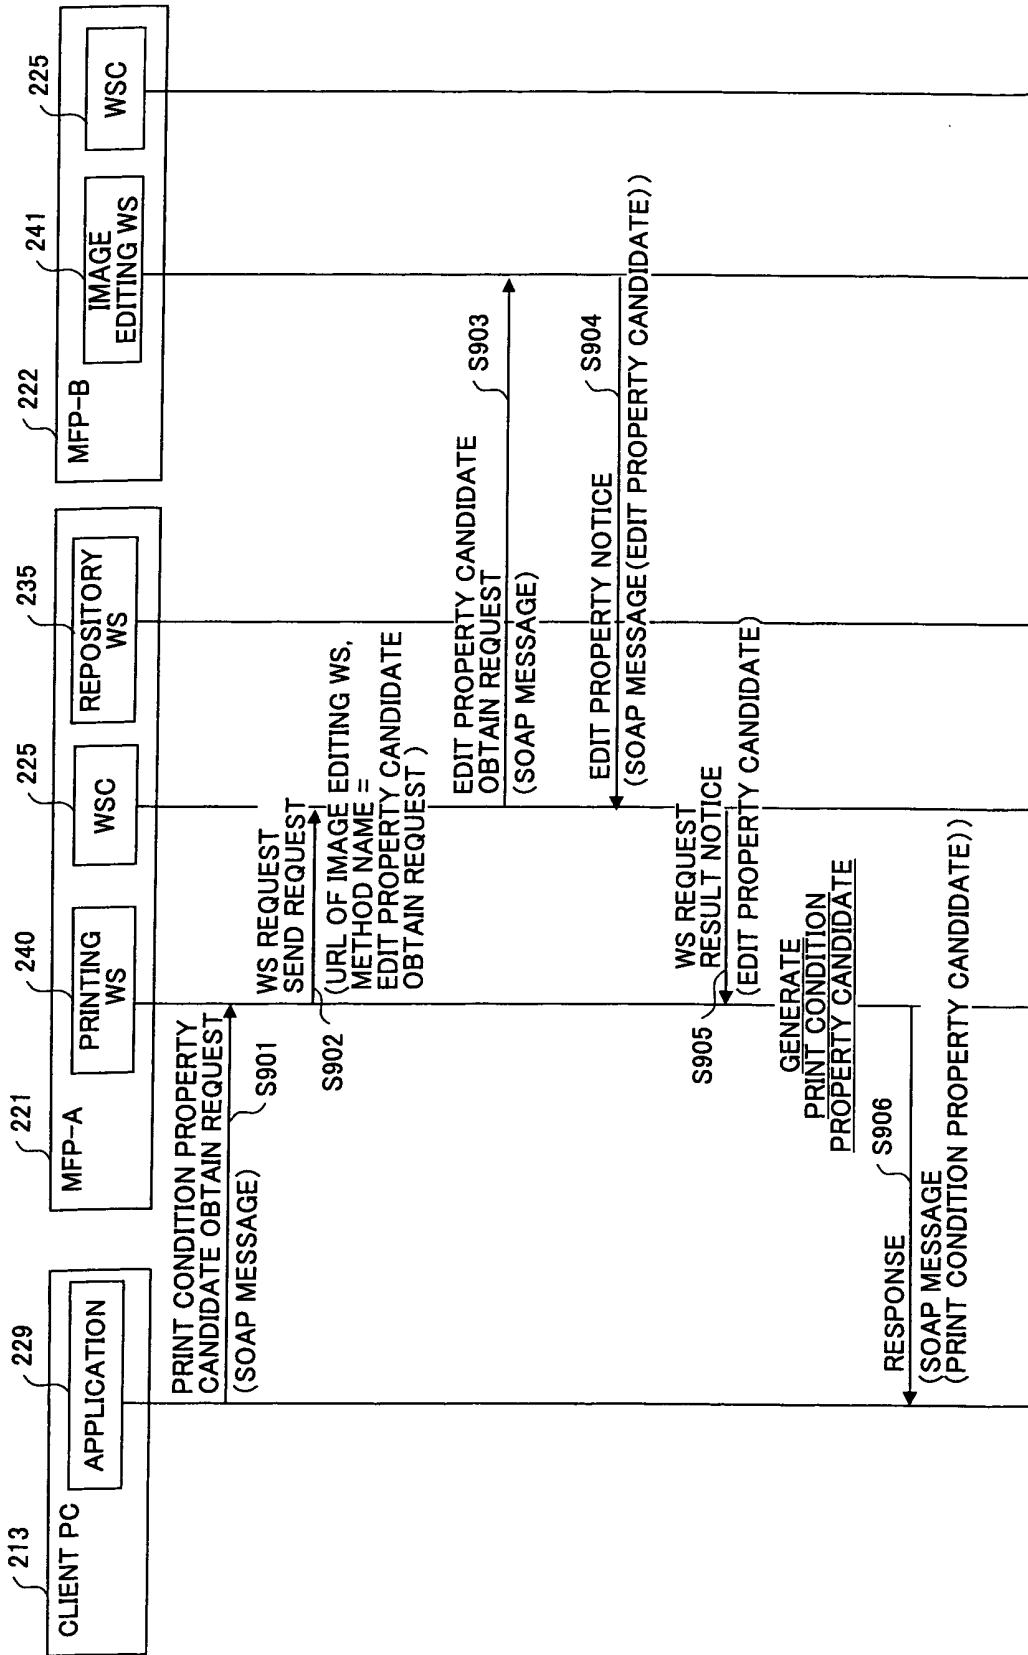 213
CLIENT PC
229
APPLICATION
221
MFP-A
240
PRINTING
WS
225
WSC
235
REPOSITORY
WS
222
MFP-B
241
IMAGE
EDITING WS
225
WSC
PRINT CONDITION PROPERTY
CANDIDATE OBTAIN REQUEST
(SOAP MESSAGE)
S901
WS REQUEST
SEND REQUEST
S902
(URL OF IMAGE EDITING WS,
METHOD NAME =
EDIT PROPERTY CANDIDATE
OBTAIN REQUEST)
EDIT PROPERTY CANDIDATE
OBTAIN REQUEST
(SOAP MESSAGE)
S903
EDIT PROPERTY NOTICE
S904
(SOAP MESSAGE(EDIT PROPERTY CANDIDATE))
WS REQUEST
RESULT NOTICE
S905
(EDIT PROPERTY CANDIDATE)
GENERATE
PRINT CONDITION
PROPERTY CANDIDATE
RESPONSE
S906
(SOAP MESSAGE
(PRINT CONDITION PROPERTY CANDIDATE))